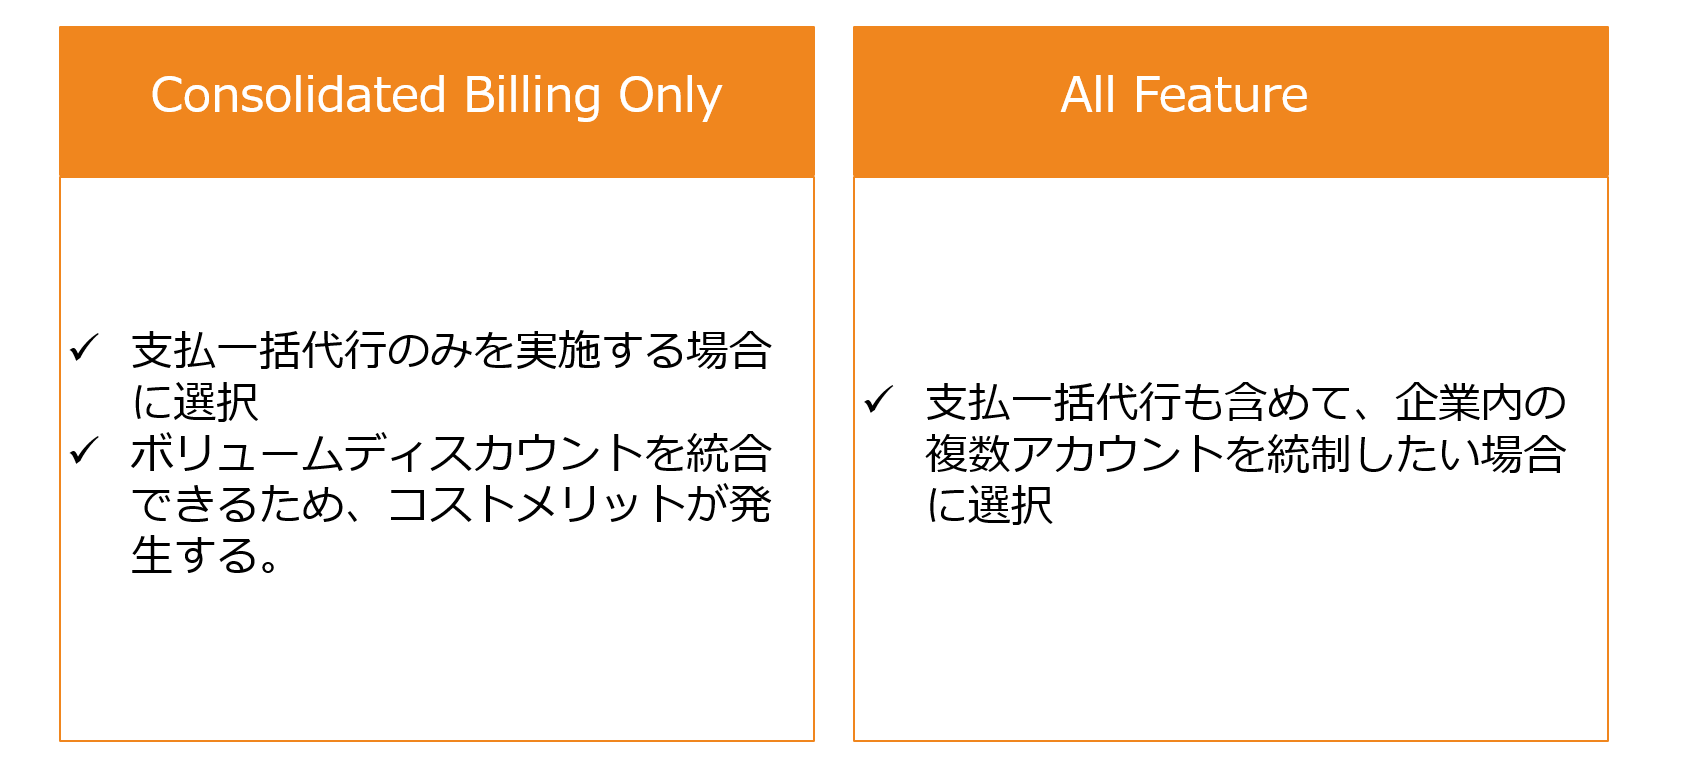 Consolidated Billing Only
支払一括代行のみを実施する場合
に選択
ボリュームディスカウントを統合
できるため、コストメリットが発
生する。
All Feature
支払一括代行も含めて、企業内の
複数アカウントを統制したい場合
に選択